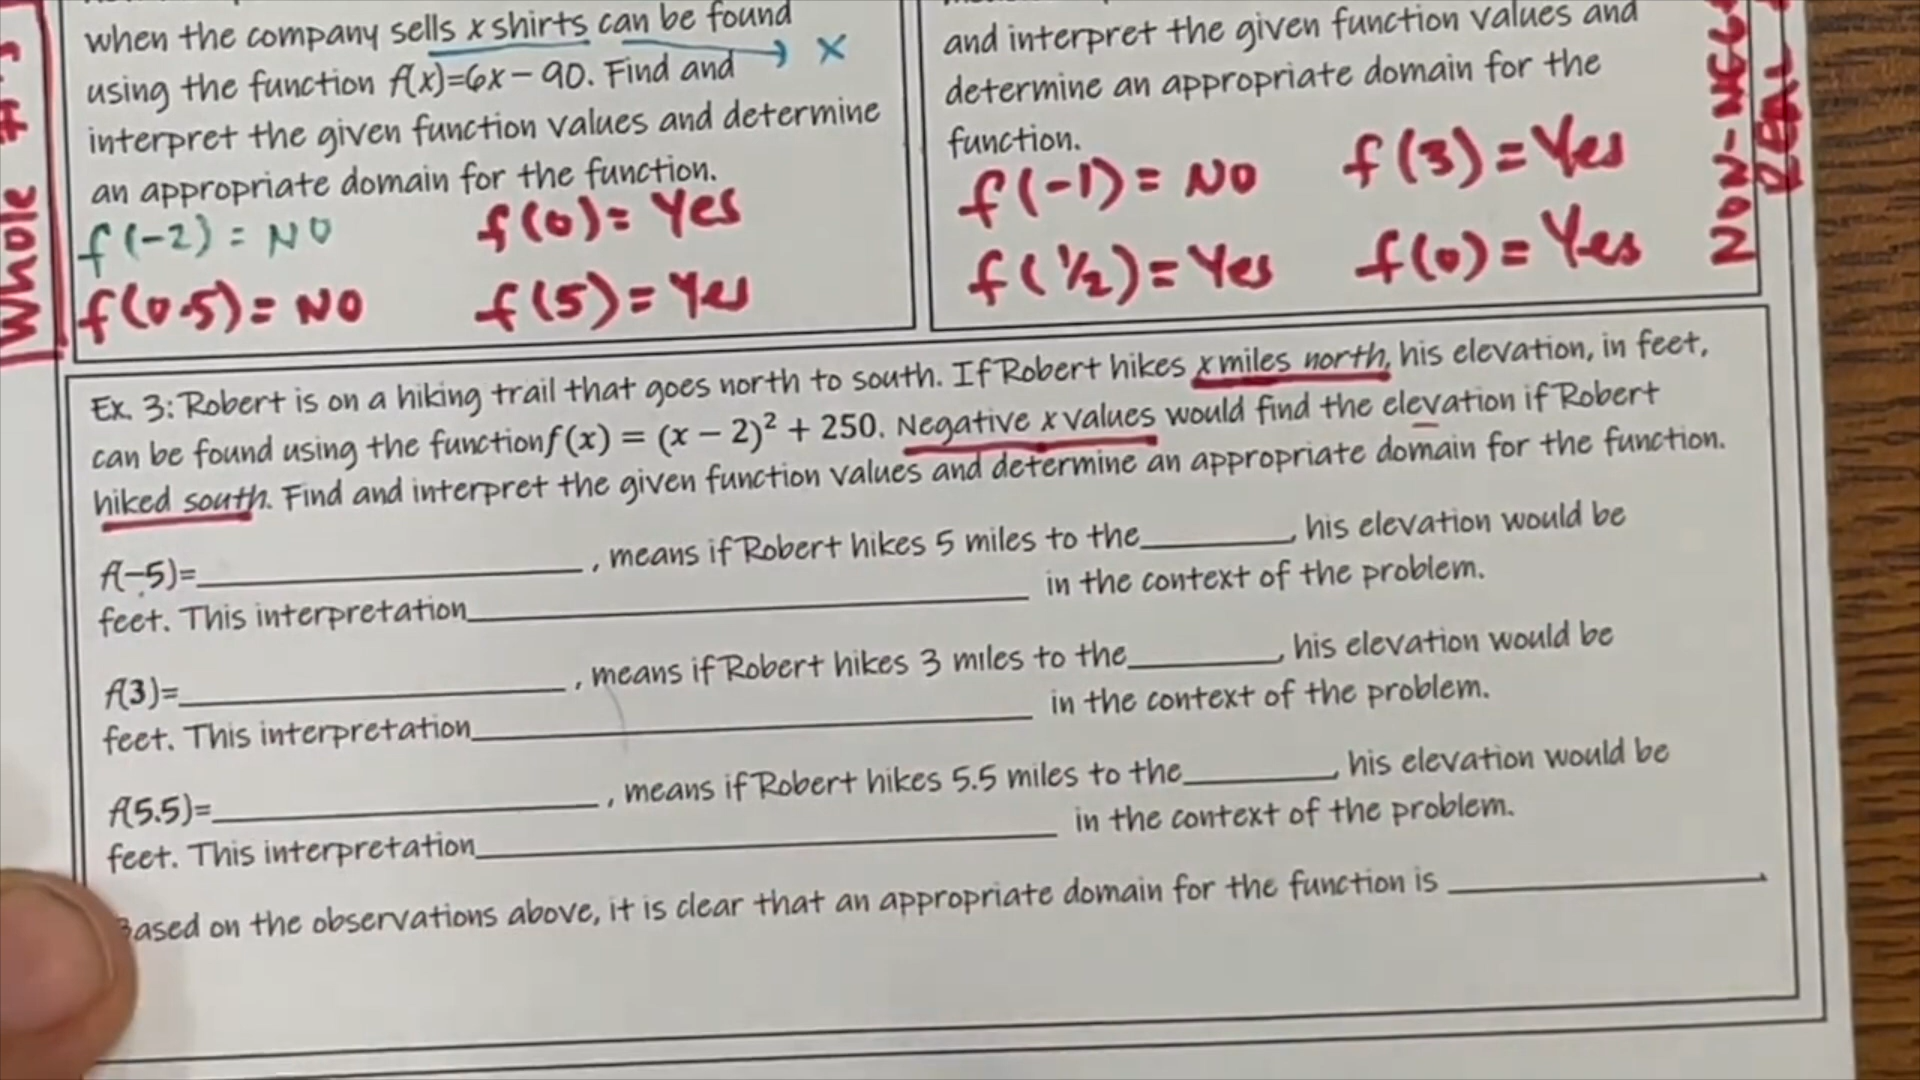 when the company sells x shirts can be found
using the function f(x)=6x - 90. Find and → x
interpret the given function values and determine
an appropriate domain for the function.
f(-2) = NO
f(0) = Yes
f(0.5) = NO
f(5) = Yes
Whole
and interpret the given function values and
determine an appropriate domain for the
function.
f(-1) = NO
f(3) = Yes
f(1/2) = Yes
f(0) = Yes
REAL
Ex. 3: Robert is on a hiking trail that goes north to south. If Robert hikes x miles north, his elevation, in feet,
can be found using the function f(x) = (x − 2)² + 250. Negative x values would find the elevation if Robert
hiked south. Find and interpret the given function values and determine an appropriate domain for the function.
f(-5)=____________, means if Robert hikes 5 miles to the________, his elevation would be
feet. This interpretation____________ in the context of the problem.
f(3)=____________, means if Robert hikes 3 miles to the________, his elevation would be
feet. This interpretation____________ in the context of the problem.
f(5.5)=____________, means if Robert hikes 5.5 miles to the________, his elevation would be
feet. This interpretation____________ in the context of the problem.
ased on the observations above, it is clear that an appropriate domain for the function is ____________.